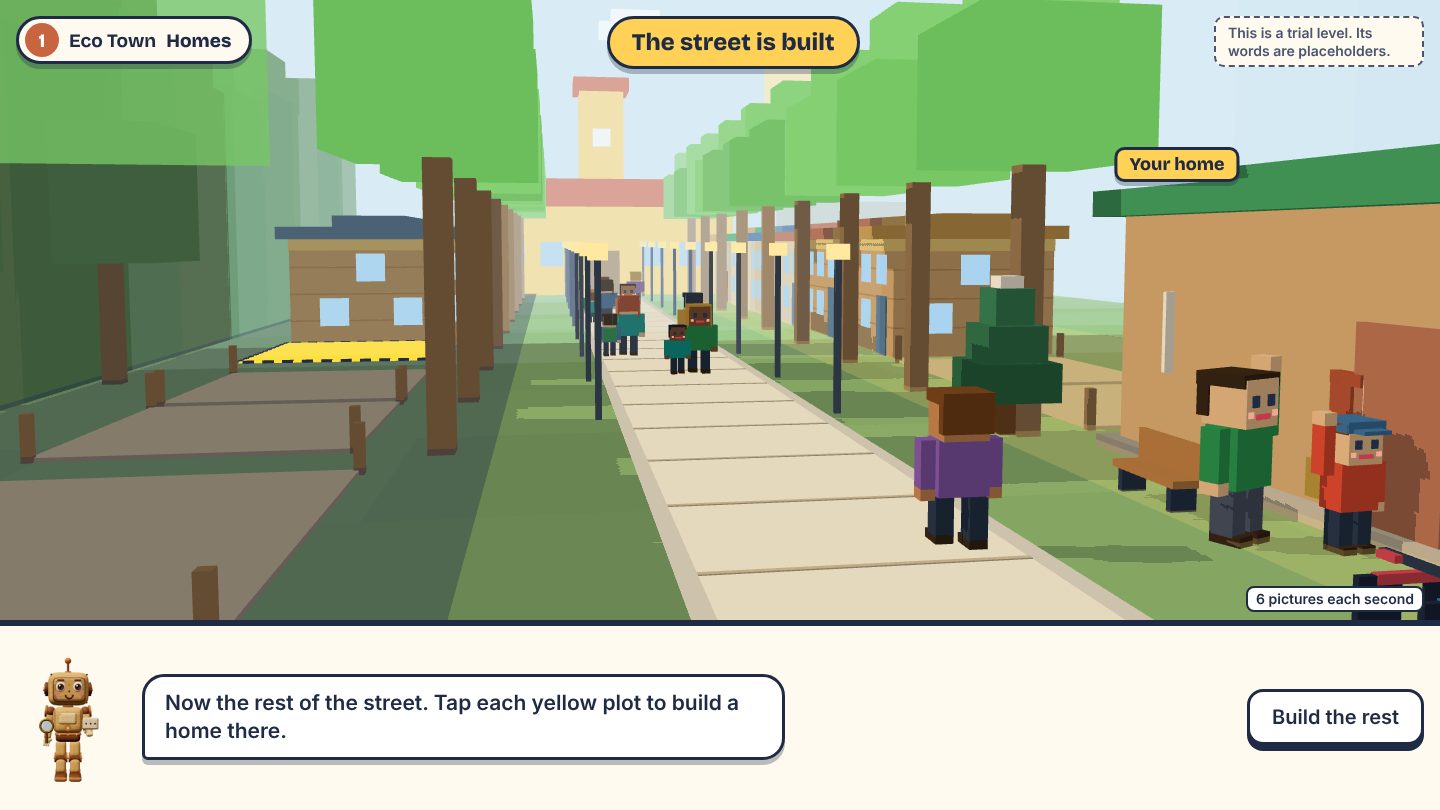 1 Eco Town Homes
The street is built
This is a trial level. Its
words are placeholders.
Your home
6 pictures each second
Now the rest of the street. Tap each yellow plot to build a
home there.
Build the rest